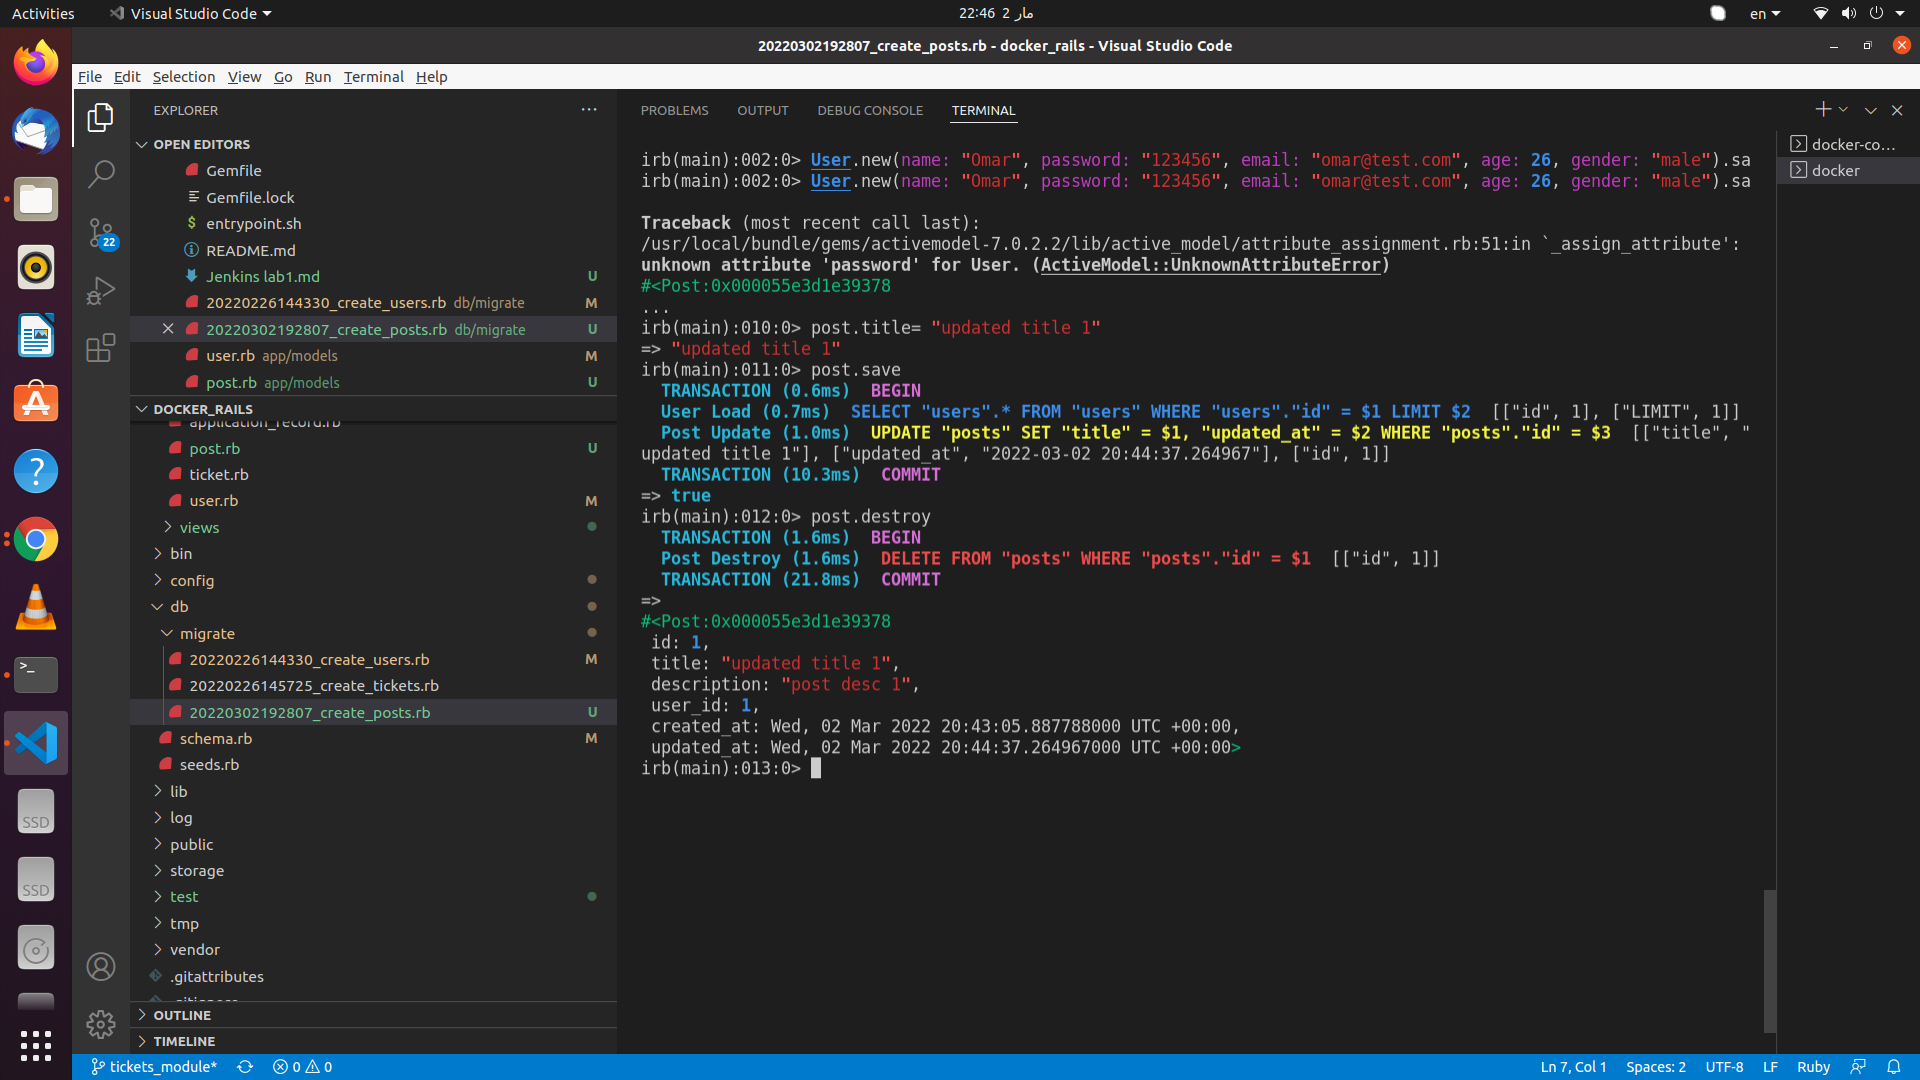 Activities
Visual Studio Code
22:46 2 مار
en
20220302192807_create_posts.rb - docker_rails - Visual Studio Code
File Edit Selection View Go Run Terminal Help
EXPLORER
OPEN EDITORS
Gemfile
Gemfile.lock
$ entrypoint.sh
README.md
Jenkins lab1.md U
20220226144330_create_users.rb db/migrate M
20220302192807_create_posts.rb db/migrate U
user.rb app/models M
post.rb app/models U
DOCKER_RAILS
application_record.rb
post.rb U
ticket.rb
user.rb M
views
bin
config
db
migrate
20220226144330_create_users.rb M
20220226145725_create_tickets.rb
20220302192807_create_posts.rb U
schema.rb M
seeds.rb
lib
log
public
storage
test
tmp
vendor
.gitattributes
OUTLINE
TIMELINE
22
SSD
SSD
PROBLEMS OUTPUT DEBUG CONSOLE TERMINAL
irb(main):002:0> User.new(name: "Omar", password: "123456", email: "omar@test.com", age: 26, gender: "male").sa
irb(main):002:0> User.new(name: "Omar", password: "123456", email: "omar@test.com", age: 26, gender: "male").sa
Traceback (most recent call last):
/usr/local/bundle/gems/activemodel-7.0.2.2/lib/active_model/attribute_assignment.rb:51:in `_assign_attribute':
unknown attribute 'password' for User. (ActiveModel::UnknownAttributeError)
#<Post:0x000055e3d1e39378
...
irb(main):010:0> post.title= "updated title 1"
=> "updated title 1"
irb(main):011:0> post.save
TRANSACTION (0.6ms) BEGIN
User Load (0.7ms) SELECT "users".* FROM "users" WHERE "users"."id" = $1 LIMIT $2 [["id", 1], ["LIMIT", 1]]
Post Update (1.0ms) UPDATE "posts" SET "title" = $1, "updated_at" = $2 WHERE "posts"."id" = $3 [["title", "
updated title 1"], ["updated_at", "2022-03-02 20:44:37.264967"], ["id", 1]]
TRANSACTION (10.3ms) COMMIT
=> true
irb(main):012:0> post.destroy
TRANSACTION (1.6ms) BEGIN
Post Destroy (1.6ms) DELETE FROM "posts" WHERE "posts"."id" = $1 [["id", 1]]
TRANSACTION (21.8ms) COMMIT
=>
#<Post:0x000055e3d1e39378
id: 1,
title: "updated title 1",
description: "post desc 1",
user_id: 1,
created_at: Wed, 02 Mar 2022 20:43:05.887788000 UTC +00:00,
updated_at: Wed, 02 Mar 2022 20:44:37.264967000 UTC +00:00>
irb(main):013:0>
docker-co...
docker
tickets_module* 0 0
Ln 7, Col 1 Spaces: 2 UTF-8 LF Ruby